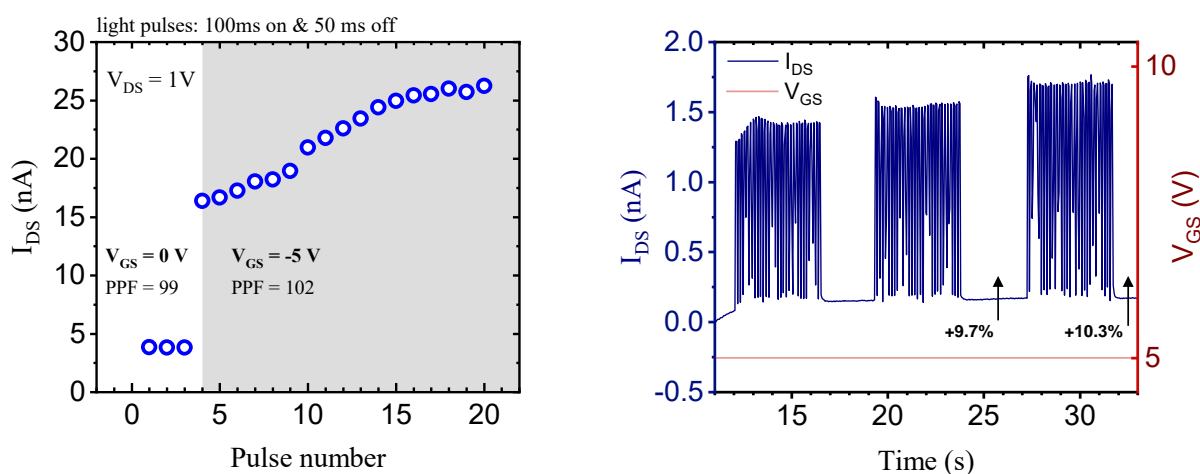 light pulses: 100ms on & 50 ms off
30
25
20
15
10
5
0
I_DS (nA)
V_DS = 1V
V_GS = 0 V
PPF = 99
V_GS = -5 V
PPF = 102
0 5 10 15 20
Pulse number
2.0
1.5
1.0
0.5
0.0
-0.5
I_DS (nA)
I_DS
V_GS
+9.7%
+10.3%
10
5
V_GS (V)
15 20 25 30
Time (s)